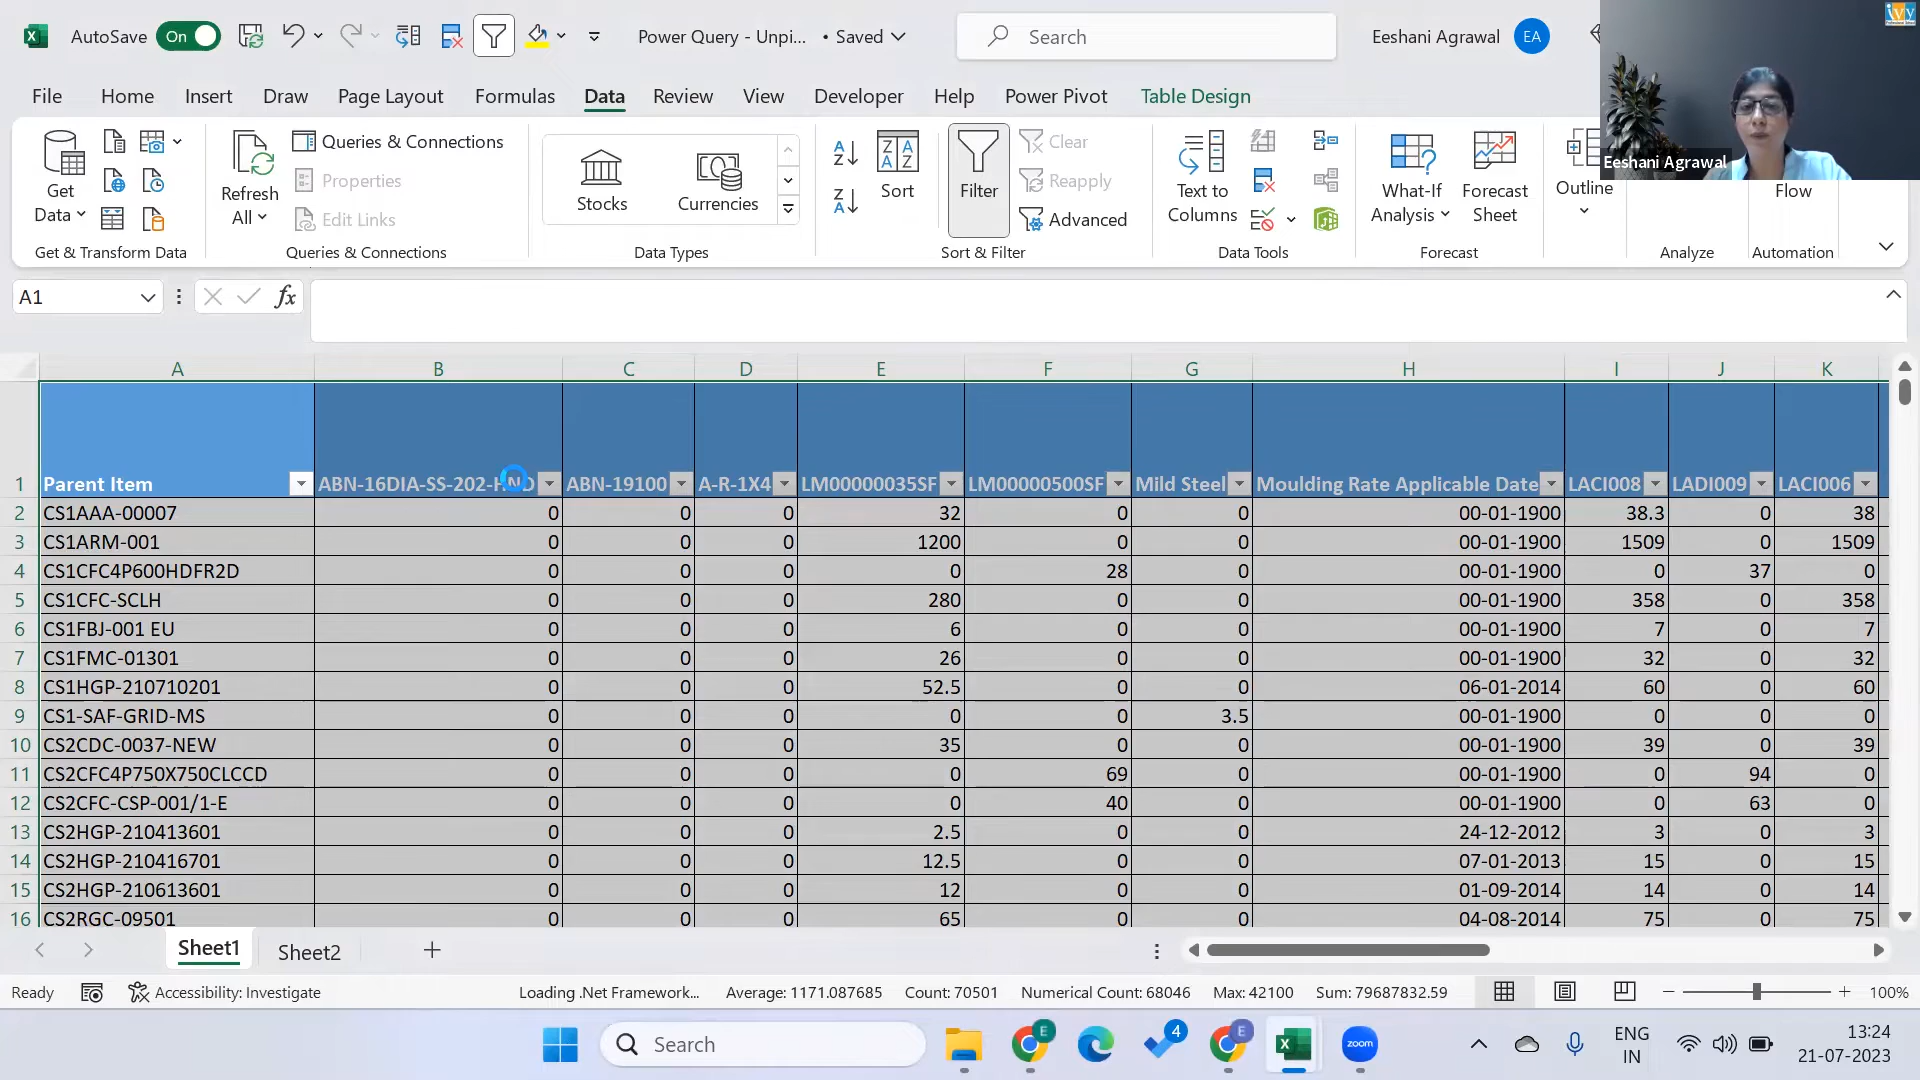 AutoSave On Power Query - Unpi... • Saved Search Eeshani Agrawal EA
ivy
File Home Insert Draw Page Layout Formulas Data Review View Developer Help Power Pivot Table Design
Eeshani Agrawal
Get Data
Refresh All
Queries & Connections
Properties
Edit Links
Stocks
Currencies
Sort
Filter
Clear
Reapply
Advanced
Text to Columns
What-If Analysis
Forecast Sheet
Outline
Flow
Get & Transform Data Queries & Connections Data Types Sort & Filter Data Tools Forecast Analyze Automation
A1 fx
A B C D E F G H I J K
1 Parent Item ABN-16DIA-SS-202- ABN-19100 A-R-1X4 LM00000035SF LM00000500SF Mild Steel Moulding Rate Applicable Date LACI008 LADI009 LACI006
2 CS1AAA-00007 0 0 0 32 0 0 00-01-1900 38.3 0 38
3 CS1ARM-001 0 0 0 1200 0 0 00-01-1900 1509 0 1509
4 CS1CFC4P600HDFR2D 0 0 0 0 28 0 00-01-1900 0 37 0
5 CS1CFC-SCLH 0 0 0 280 0 0 00-01-1900 358 0 358
6 CS1FBJ-001 EU 0 0 0 6 0 0 00-01-1900 7 0 7
7 CS1FMC-01301 0 0 0 26 0 0 00-01-1900 32 0 32
8 CS1HGP-210710201 0 0 0 52.5 0 0 06-01-2014 60 0 60
9 CS1-SAF-GRID-MS 0 0 0 0 0 3.5 00-01-1900 0 0 0
10 CS2CDC-0037-NEW 0 0 0 35 0 0 00-01-1900 39 0 39
11 CS2CFC4P750X750CLCCD 0 0 0 0 69 0 00-01-1900 0 94 0
12 CS2CFC-CSP-001/1-E 0 0 0 0 40 0 00-01-1900 0 63 0
13 CS2HGP-210413601 0 0 0 2.5 0 0 24-12-2012 3 0 3
14 CS2HGP-210416701 0 0 0 12.5 0 0 07-01-2013 15 0 15
15 CS2HGP-210613601 0 0 0 12 0 0 01-09-2014 14 0 14
16 CS2RGC-09501 0 0 0 65 0 0 04-08-2014 75 0 75
Sheet1 Sheet2
Ready Accessibility: Investigate Loading .Net Framework... Average: 1171.087685 Count: 70501 Numerical Count: 68046 Max: 42100 Sum: 79687832.59 100%
Search E 4 E zoom ENG IN 13:24 21-07-2023